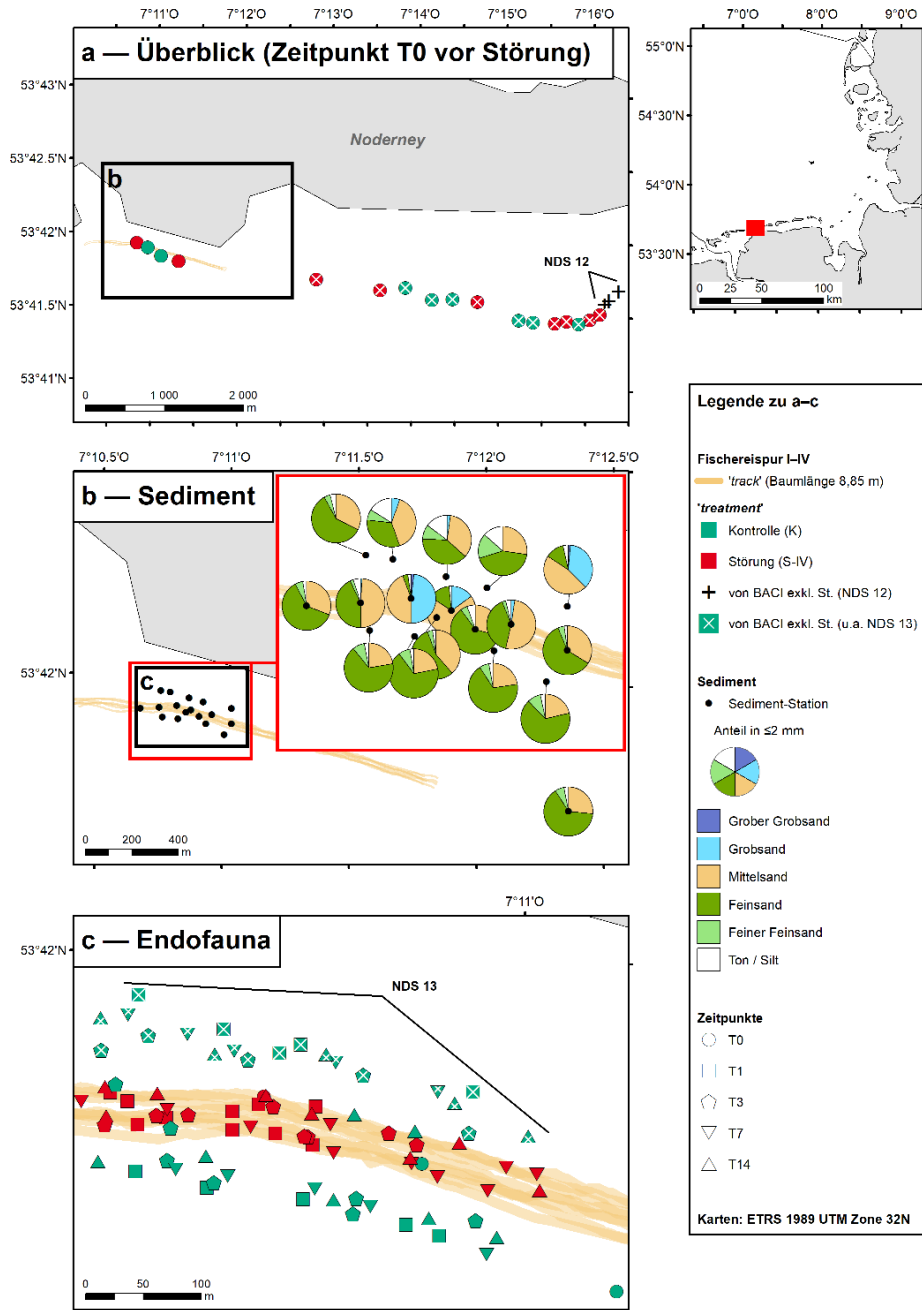 7°11'O 7°12'O 7°13'O 7°14'O 7°15'O 7°16'O
a — Überblick (Zeitpunkt T0 vor Störung)
53°43'N
53°42.5'N
53°42'N
53°41.5'N
53°41'N
Noderney
b
NDS 12
0 1 000 2 000
m
7°0'O 8°0'O 9°0'O
55°0'N
54°30'N
54°0'N
53°30'N
0 25 50 100
km
7°10.5'O 7°11'O 7°11.5'O 7°12'O 7°12.5'O
b — Sediment
53°42'N
c
0 200 400
m
7°11'O
c — Endofauna
53°42'N
NDS 13
0 50 100
m
Legende zu a–c
Fischereispur I–IV
'track' (Baumlänge 8,85 m)
'treatment'
Kontrolle (K)
Störung (S-IV)
von BACI exkl. St. (NDS 12)
von BACI exkl. St. (u.a. NDS 13)
Sediment
Sediment-Station
Anteil in ≤2 mm
Grober Grobsand
Grobsand
Mittelsand
Feinsand
Feiner Feinsand
Ton / Silt
Zeitpunkte
T0
T1
T3
T7
T14
Karten: ETRS 1989 UTM Zone 32N